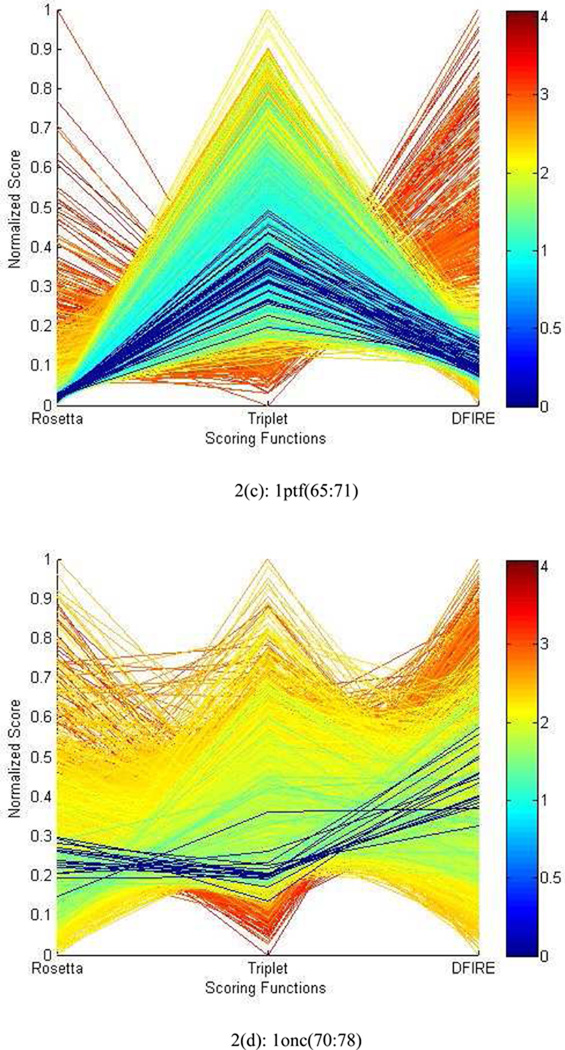 1
0.9
0.8
0.7
0.6
0.5
0.4
0.3
0.2
0.1
0
Normalized Score
Rosetta
Triplet
DFIRE
Scoring Functions
4
3
2
1
0.5
0
2(c): 1ptf(65:71)
1
0.9
0.8
0.7
0.6
0.5
0.4
0.3
0.2
0.1
0
Normalized Score
Rosetta
Triplet
DFIRE
Scoring Functions
4
3
2
1
0.5
0
2(d): 1onc(70:78)